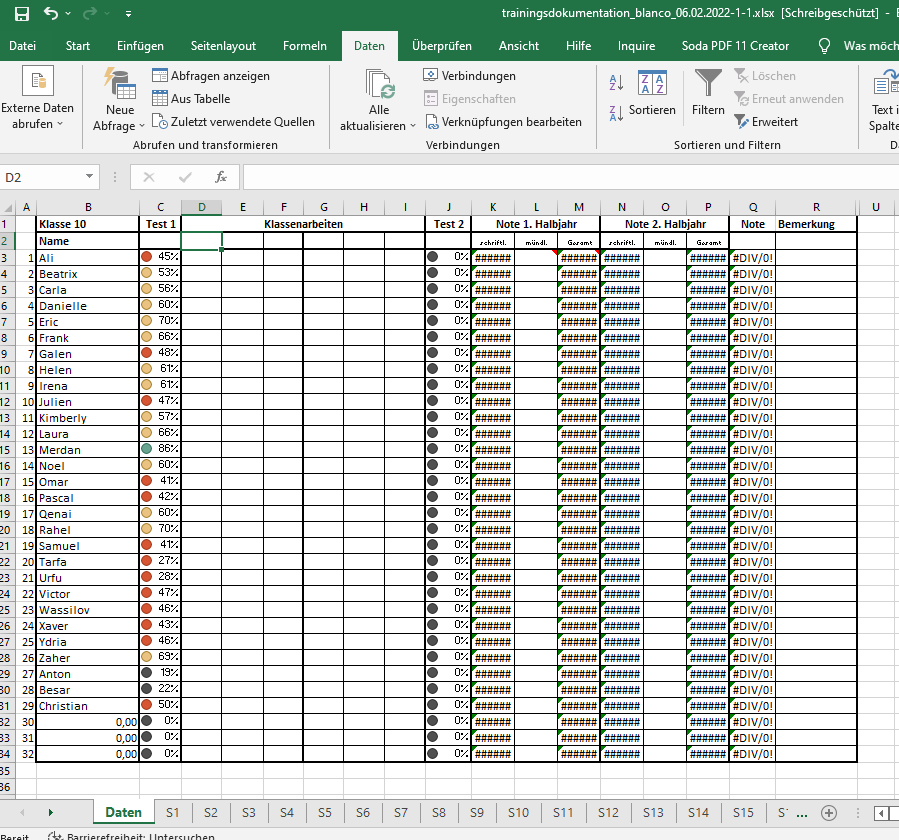 trainingsdokumentation_blanco_06.02.2022-1-1.xlsx [Schreibgeschützt] -
Datei Start Einfügen Seitenlayout Formeln Daten Überprüfen Ansicht Hilfe Inquire Soda PDF 11 Creator Was möch
Externe Daten abrufen
Neue Abfrage
Abfragen anzeigen
Aus Tabelle
Zuletzt verwendete Quellen
Abrufen und transformieren
Alle aktualisieren
Verbindungen
Eigenschaften
Verknüpfungen bearbeiten
Verbindungen
Sortieren
Filtern
Löschen
Erneut anwenden
Erweitert
Sortieren und Filtern
Text i
Spalte
D2 fx
A B C D E F G H I J K L M N O P Q R U
1 Klasse 10 Test 1 Klassenarbeiten Test 2 Note 1. Halbjahr Note 2. Halbjahr Note Bemerkung
2 Name schriftl. mündl. Gesamt schriftl. mündl. Gesamt
3 1 Ali 45% 0% ###### ###### ###### ###### #DIV/0!
4 2 Beatrix 53% 0% ###### ###### ###### ###### #DIV/0!
5 3 Carla 56% 0% ###### ###### ###### ###### #DIV/0!
6 4 Danielle 60% 0% ###### ###### ###### ###### #DIV/0!
7 5 Eric 70% 0% ###### ###### ###### ###### #DIV/0!
8 6 Frank 66% 0% ###### ###### ###### ###### #DIV/0!
9 7 Galen 48% 0% ###### ###### ###### ###### #DIV/0!
10 8 Helen 61% 0% ###### ###### ###### ###### #DIV/0!
11 9 Irena 61% 0% ###### ###### ###### ###### #DIV/0!
12 10 Julien 47% 0% ###### ###### ###### ###### #DIV/0!
13 11 Kimberly 57% 0% ###### ###### ###### ###### #DIV/0!
14 12 Laura 66% 0% ###### ###### ###### ###### #DIV/0!
15 13 Merdan 86% 0% ###### ###### ###### ###### #DIV/0!
16 14 Noel 60% 0% ###### ###### ###### ###### #DIV/0!
17 15 Omar 41% 0% ###### ###### ###### ###### #DIV/0!
18 16 Pascal 42% 0% ###### ###### ###### ###### #DIV/0!
19 17 Qenai 60% 0% ###### ###### ###### ###### #DIV/0!
20 18 Rahel 70% 0% ###### ###### ###### ###### #DIV/0!
21 19 Samuel 41% 0% ###### ###### ###### ###### #DIV/0!
22 20 Tarfa 27% 0% ###### ###### ###### ###### #DIV/0!
23 21 Urfu 28% 0% ###### ###### ###### ###### #DIV/0!
24 22 Victor 47% 0% ###### ###### ###### ###### #DIV/0!
25 23 Wassilov 46% 0% ###### ###### ###### ###### #DIV/0!
26 24 Xaver 43% 0% ###### ###### ###### ###### #DIV/0!
27 25 Ydria 46% 0% ###### ###### ###### ###### #DIV/0!
28 26 Zaher 69% 0% ###### ###### ###### ###### #DIV/0!
29 27 Anton 19% 0% ###### ###### ###### ###### #DIV/0!
30 28 Besar 22% 0% ###### ###### ###### ###### #DIV/0!
31 29 Christian 50% 0% ###### ###### ###### ###### #DIV/0!
32 30 0,00 0% 0% ###### ###### ###### ###### #DIV/0!
33 31 0,00 0% 0% ###### ###### ###### ###### #DIV/0!
34 32 0,00 0% 0% ###### ###### ###### ###### #DIV/0!
35
36
Daten S1 S2 S3 S4 S5 S6 S7 S8 S9 S10 S11 S12 S13 S14 S15 S' ...
Bereit Barrierefreiheit: Untersuchen